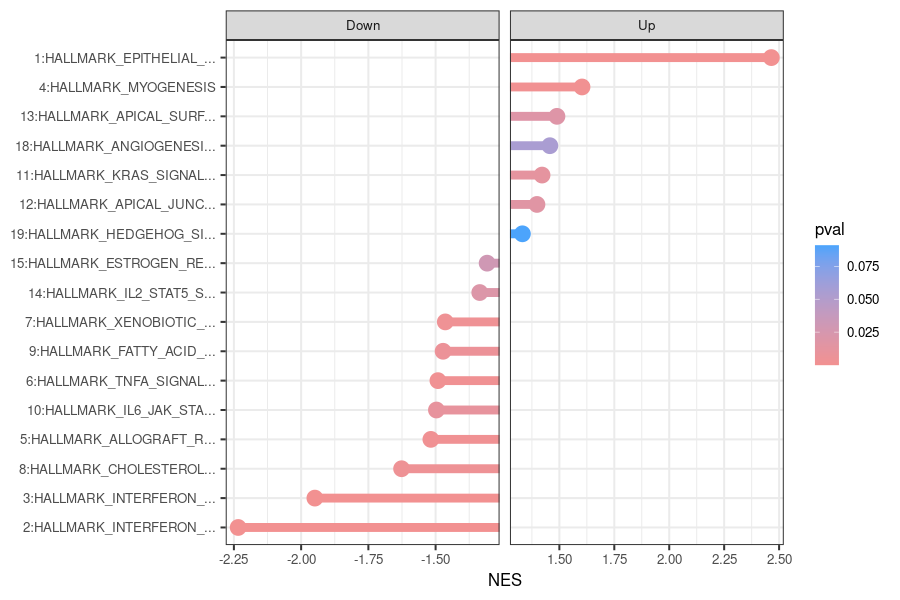 Down Up
1:HALLMARK_EPITHELIAL_...
4:HALLMARK_MYOGENESIS
13:HALLMARK_APICAL_SURF...
18:HALLMARK_ANGIOGENESI...
11:HALLMARK_KRAS_SIGNAL...
12:HALLMARK_APICAL_JUNC...
19:HALLMARK_HEDGEHOG_SI...
15:HALLMARK_ESTROGEN_RE...
14:HALLMARK_IL2_STAT5_S...
7:HALLMARK_XENOBIOTIC_...
9:HALLMARK_FATTY_ACID_...
6:HALLMARK_TNFA_SIGNAL...
10:HALLMARK_IL6_JAK_STA...
5:HALLMARK_ALLOGRAFT_R...
8:HALLMARK_CHOLESTEROL...
3:HALLMARK_INTERFERON_...
2:HALLMARK_INTERFERON_...
-2.25 -2.00 -1.75 -1.50 1.50 1.75 2.00 2.25 2.50
NES
pval
0.075
0.050
0.025